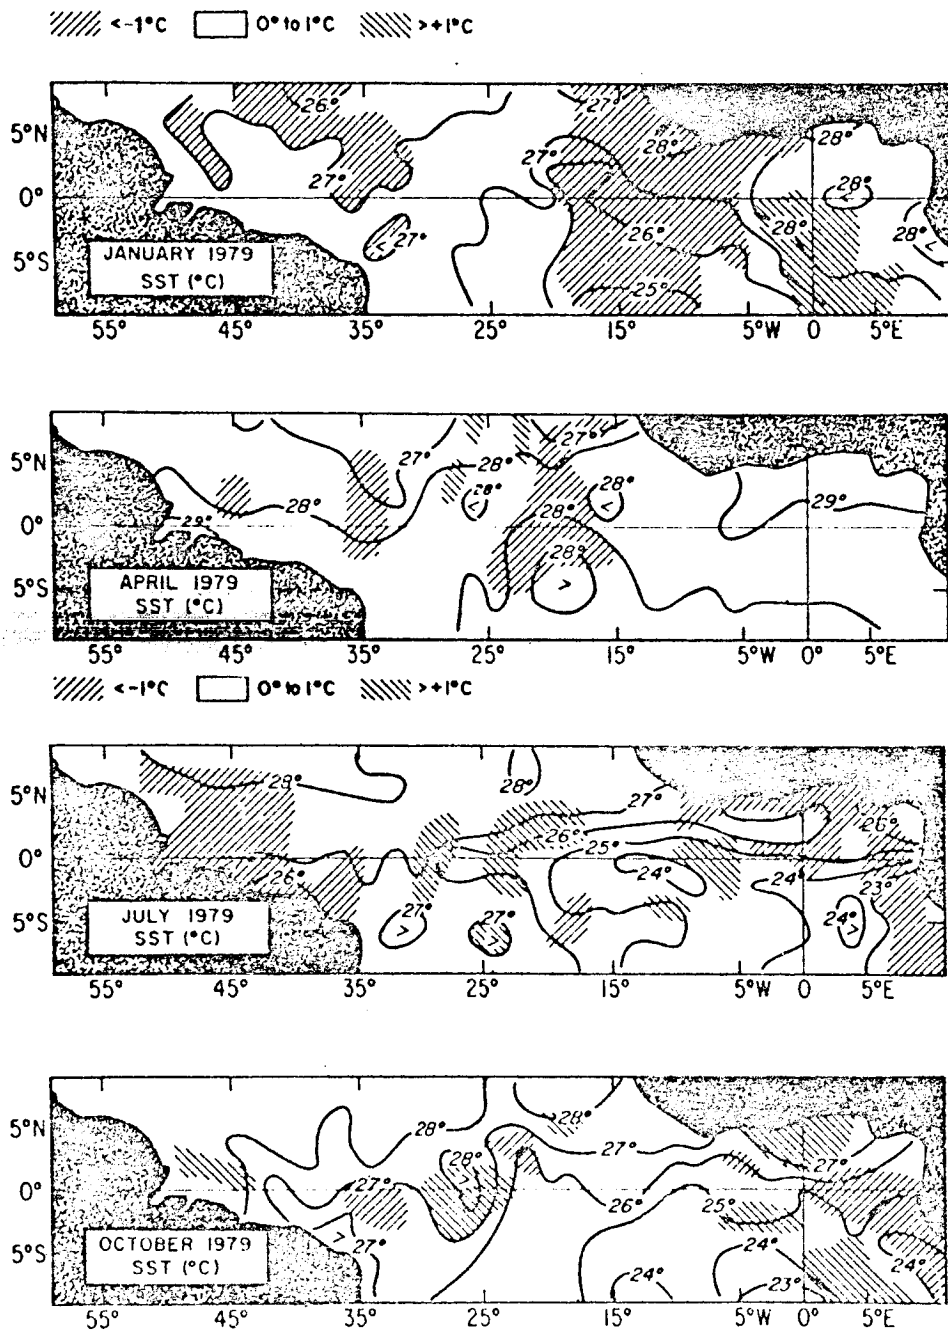 <-1°C 0° to 1°C >+1°C
26° 27°
5°N 28° 28°
27°
27° 28°
0° <
26° 28°
< 27° 28° <
JANUARY 1979
5°S
SST (°C) 25°
55° 45° 35° 25° 15° 5°W 0 5°E
27° 27°
5°N 28°
28° 28° 29°
28° < <
29° 28°
0°
28°
APRIL 1979 >
5°S
SST (°C)
55° 45° 35° 25° 15° 5°W 0° 5°E
<-1°C 0° to 1°C >+1°C
28° 28°
5°N 27°
26° 26°
25°
0°
26° 24° 24° 23°
27° 27° 24°
JULY 1979 > > >
5°S
SST (°C)
55° 45° 35° 25° 15° 5°W 0 5°E
28°
5°N 28°
27°
28° 27°
>
0° 27° 26° 25°
> 27°
OCTOBER 1979 24° 24°
5°S
SST (°C) 24° 23°
55° 45° 35° 25° 15° 5°W 0° 5°E